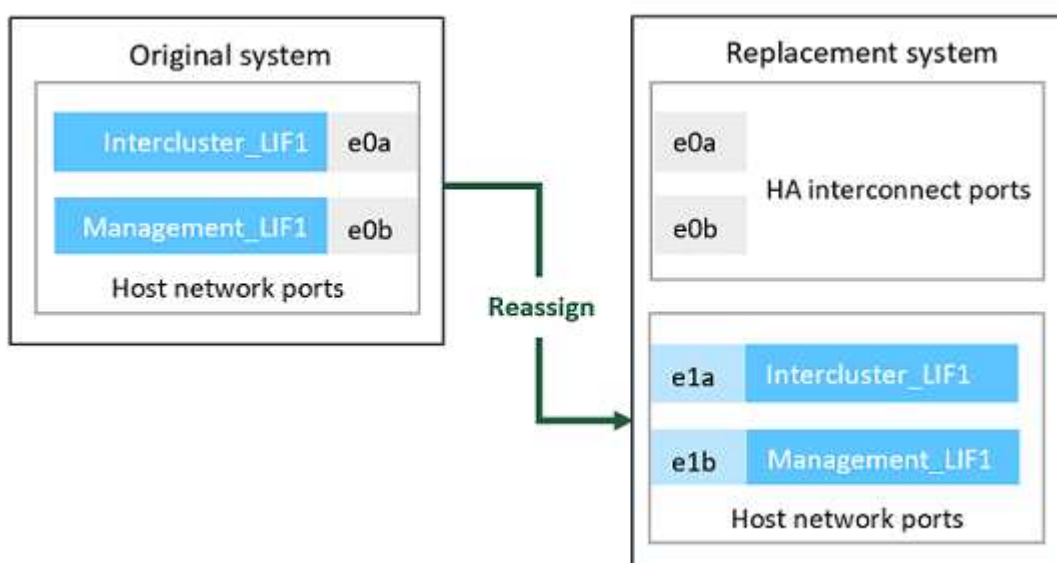 Original system
Intercluster_LIF1 e0a
Management_LIF1 e0b
Host network ports
Reassign
Replacement system
e0a
HA interconnect ports
e0b
e1a Intercluster_LIF1
e1b Management_LIF1
Host network ports